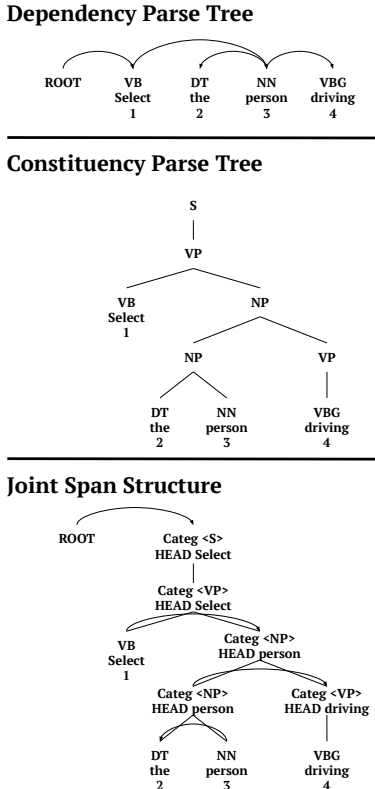 Dependency Parse Tree
ROOT VB DT NN VBG
Select the person driving
1 2 3 4
Constituency Parse Tree
S
VP
VB NP
Select
1
NP VP
DT NN VBG
the person driving
2 3 4
Joint Span Structure
ROOT Categ <S>
HEAD Select
Categ <VP>
HEAD Select
VB Categ <NP>
Select HEAD person
1
Categ <NP> Categ <VP>
HEAD person HEAD driving
DT NN VBG
the person driving
2 3 4